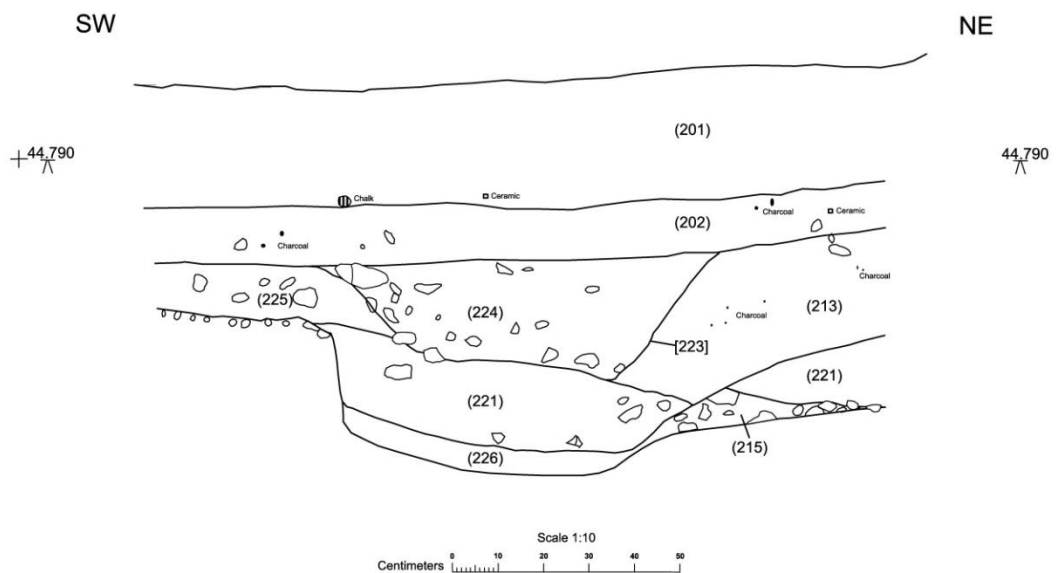 SW
NE
(201)
44.790
44.790
Chalk
Ceramic
(202)
Charcoal
Ceramic
Charcoal
Charcoal
(225)
(224)
(213)
Charcoal
[223]
(221)
(221)
(215)
(226)
Scale 1:10
Centimeters 0 10 20 30 40 50